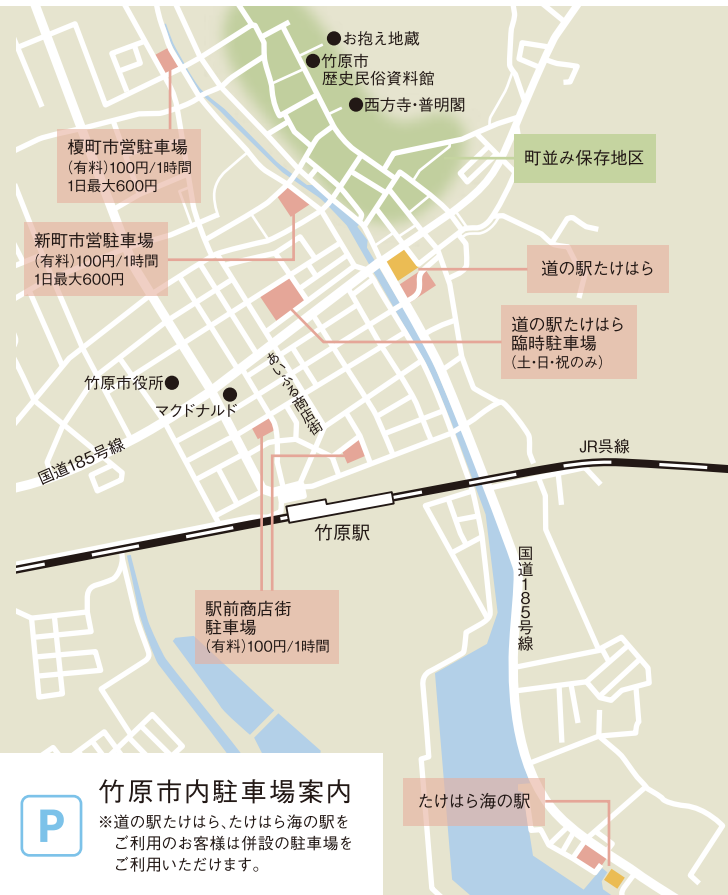 お抱え地蔵
竹原市
歴史民俗資料館
西方寺・普明閣
榎町市営駐車場
(有料)100円/1時間
1日最大600円
町並み保存地区
新町市営駐車場
(有料)100円/1時間
1日最大600円
道の駅たけはら
道の駅たけはら
臨時駐車場
(土・日・祝のみ)
竹原市役所
マクドナルド
あいふる商店街
国道185号線
JR呉線
竹原駅
国道185号線
駅前商店街
駐車場
(有料)100円/1時間
たけはら海の駅
P
竹原市内駐車場案内
※道の駅たけはら、たけはら海の駅を
ご利用のお客様は併設の駐車場を
ご利用いただけます。